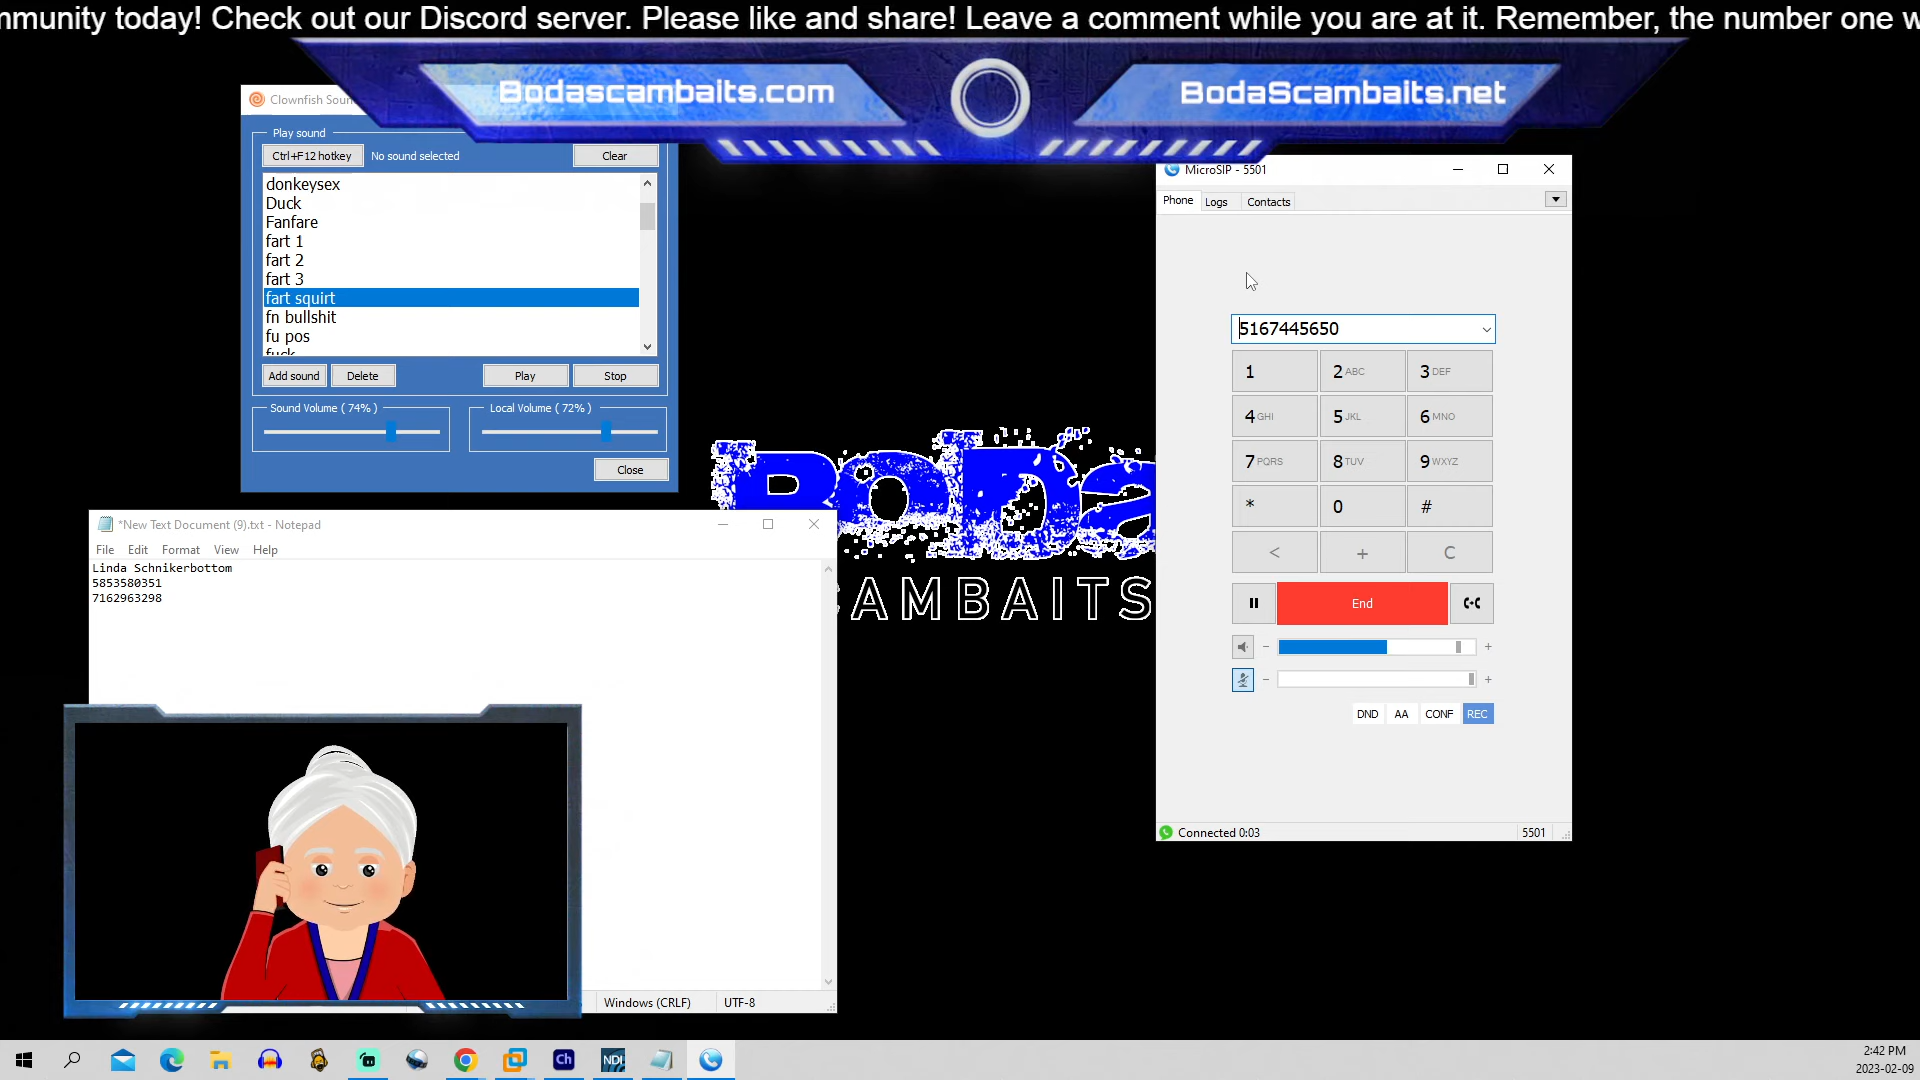 mmunity today! Check out our Discord server. Please like and share! Leave a comment while you are at it. Remember, the number one w
Bodascambaits.com
BodaScambaits.net
Clownfish Soun
Play sound
Ctrl+F12 hotkey
No sound selected
Clear
donkeysex
Duck
Fanfare
fart 1
fart 2
fart 3
fart squirt
fn bullshit
fu pos
fuck
Add sound
Delete
Play
Stop
Sound Volume ( 74% )
Local Volume ( 72% )
Close
MicroSIP - 5501
Phone
Logs
Contacts
5167445650
1
2 ABC
3 DEF
4 GHI
5 JKL
6 MNO
7 PQRS
8 TUV
9 WXYZ
*
0
#
<
+
C
End
-
+
-
+
DND
AA
CONF
REC
Connected 0:03
5501
BoDa
CAMBAITS
*New Text Document (9).txt - Notepad
File Edit Format View Help
Linda Schnikerbottom
5853580351
7162963298
Windows (CRLF)
UTF-8
Ch
NDI
2:42 PM
2023-02-09